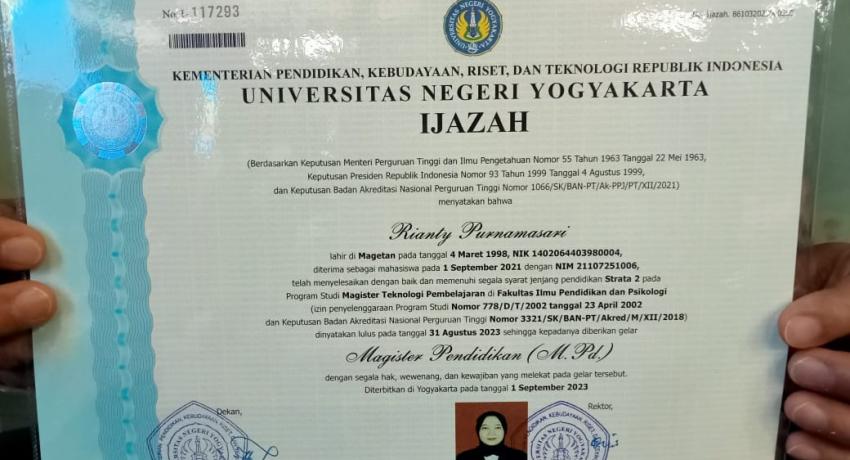 No. I-117293
UNIVERSITAS NEGERI YOGYAKARTA
KEMENTERIAN PENDIDIKAN, KEBUDAYAAN, RISET, DAN TEKNOLOGI REPUBLIK INDONESIA
UNIVERSITAS NEGERI YOGYAKARTA
IJAZAH
(Berdasarkan Keputusan Menteri Perguruan Tinggi dan Ilmu Pengetahuan Nomor 55 Tahun 1963 Tanggal 22 Mei 1963,
Keputusan Presiden Republik Indonesia Nomor 93 Tahun 1999 Tanggal 4 Agustus 1999,
dan Keputusan Badan Akreditasi Nasional Perguruan Tinggi Nomor 1066/SK/BAN-PT/Ak-PPJ/PT/XII/2021)
menyatakan bahwa
Rianty Purnamasari
lahir di Magetan pada tanggal 4 Maret 1998, NIK 1402064403980004,
diterima sebagai mahasiswa pada 1 September 2021 dengan NIM 21107251006,
telah menyelesaikan dengan baik dan memenuhi segala syarat jenjang pendidikan Strata 2 pada
Program Studi Magister Teknologi Pembelajaran di Fakultas Ilmu Pendidikan dan Psikologi
(izin penyelenggaraan Program Studi Nomor 778/D/T/2002 tanggal 23 April 2002
dan Keputusan Badan Akreditasi Nasional Perguruan Tinggi Nomor 3321/SK/BAN-PT/Akred/M/XII/2018)
dinyatakan lulus pada tanggal 31 Agustus 2023 sehingga kepadanya diberikan gelar
Magister Pendidikan (M.Pd.)
dengan segala hak, wewenang, dan kewajiban yang melekat pada gelar tersebut.
Diterbitkan di Yogyakarta pada tanggal 1 September 2023
Dekan,
Rektor,